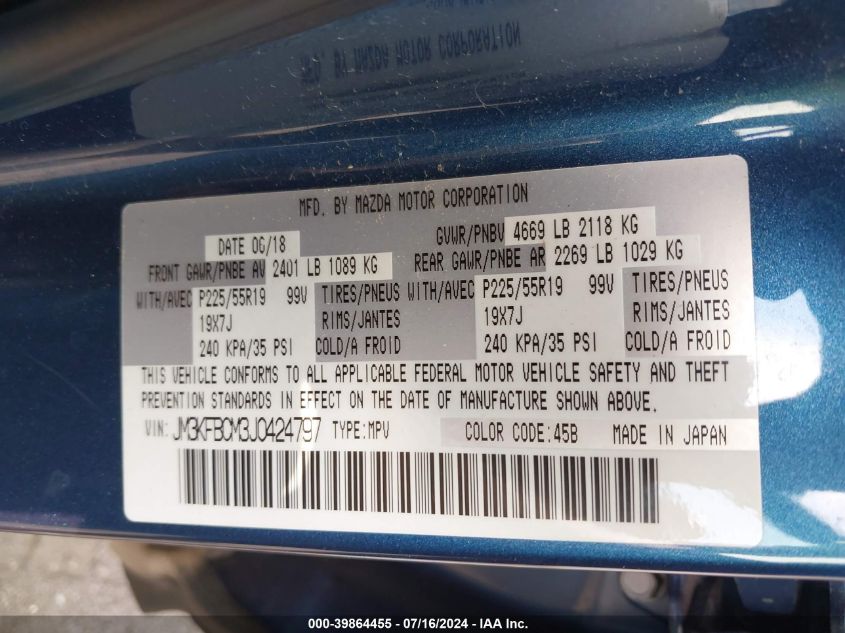 MFD. BY MAZDA MOTOR CORPORATION
MFD. BY MAZDA MOTOR CORPORATION
DATE 06/18 GVWR/PNBV 4669 LB 2118 KG
FRONT GAWR/PNBE AV 2401 LB 1089 KG REAR GAWR/PNBE AR 2269 LB 1029 KG
WITH/AVEC P225/55R19 99V TIRES/PNEUS WITH/AVEC P225/55R19 99V TIRES/PNEUS
19X7J RIMS/JANTES 19X7J RIMS/JANTES
240 KPA/35 PSI COLD/A FROID 240 KPA/35 PSI COLD/A FROID
THIS VEHICLE CONFORMS TO ALL APPLICABLE FEDERAL MOTOR VEHICLE SAFETY AND THEFT
PREVENTION STANDARDS IN EFFECT ON THE DATE OF MANUFACTURE SHOWN ABOVE.
VIN: JM3KFBCM3J0424797 TYPE:MPV COLOR CODE:45B MADE IN JAPAN
000-39864455 - 07/16/2024 - IAA Inc.